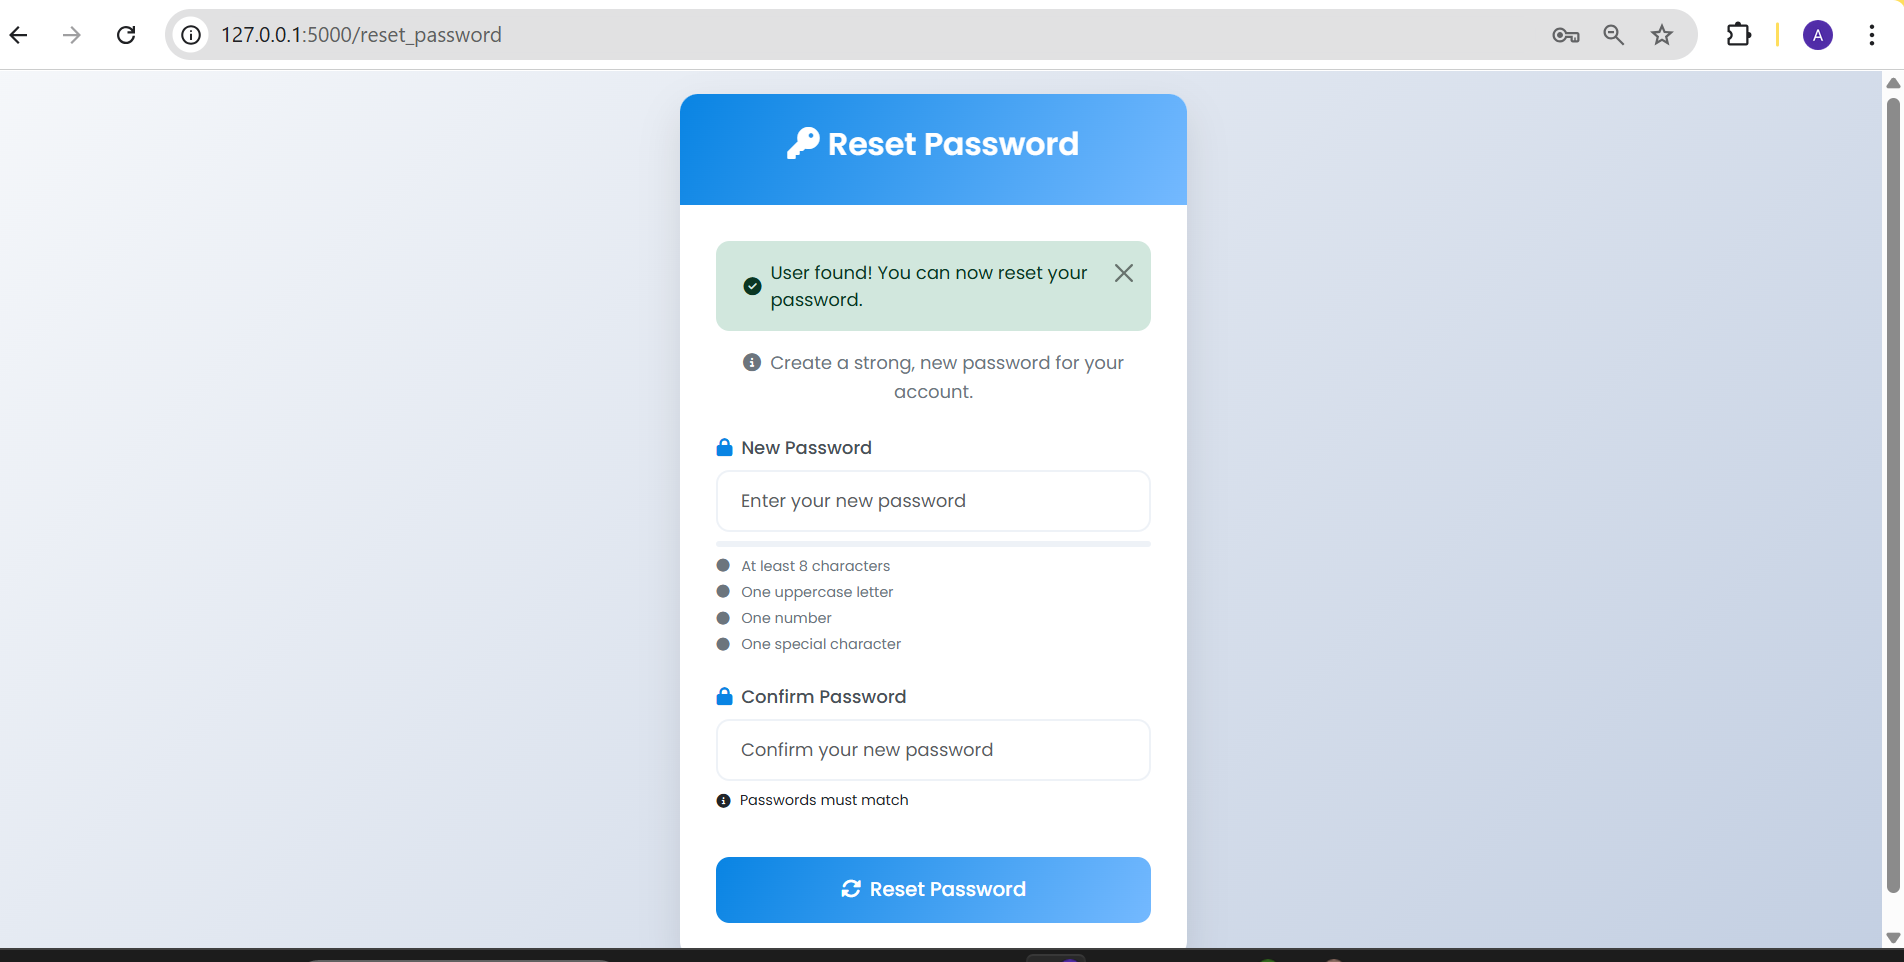 127.0.0.1:5000/reset_password
A
Reset Password
User found! You can now reset your
password.
Create a strong, new password for your
account.
New Password
Enter your new password
At least 8 characters
One uppercase letter
One number
One special character
Confirm Password
Confirm your new password
Passwords must match
Reset Password